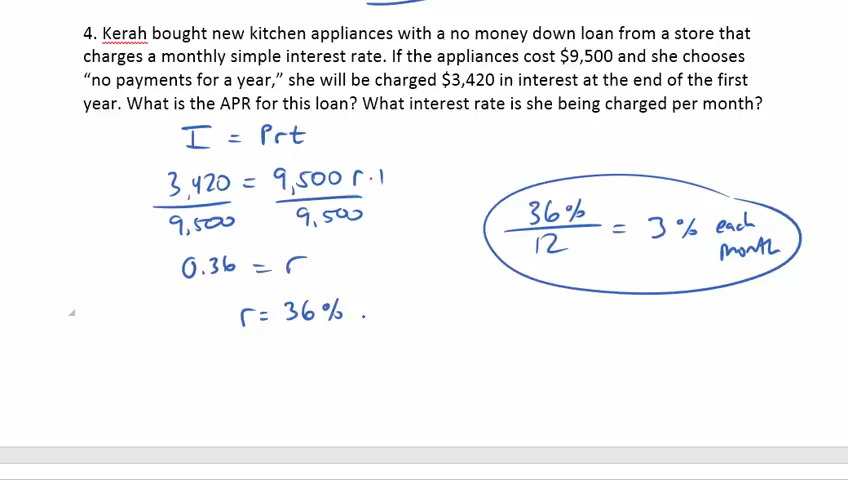 4. Kerah bought new kitchen appliances with a no money down loan from a store that
charges a monthly simple interest rate. If the appliances cost $9,500 and she chooses
“no payments for a year,” she will be charged $3,420 in interest at the end of the first
year. What is the APR for this loan? What interest rate is she being charged per month?
I = Prt
3,420 = 9,500 r·1
9,500 9,500
0.36 = r
r = 36% .
36%
12
= 3% each
month